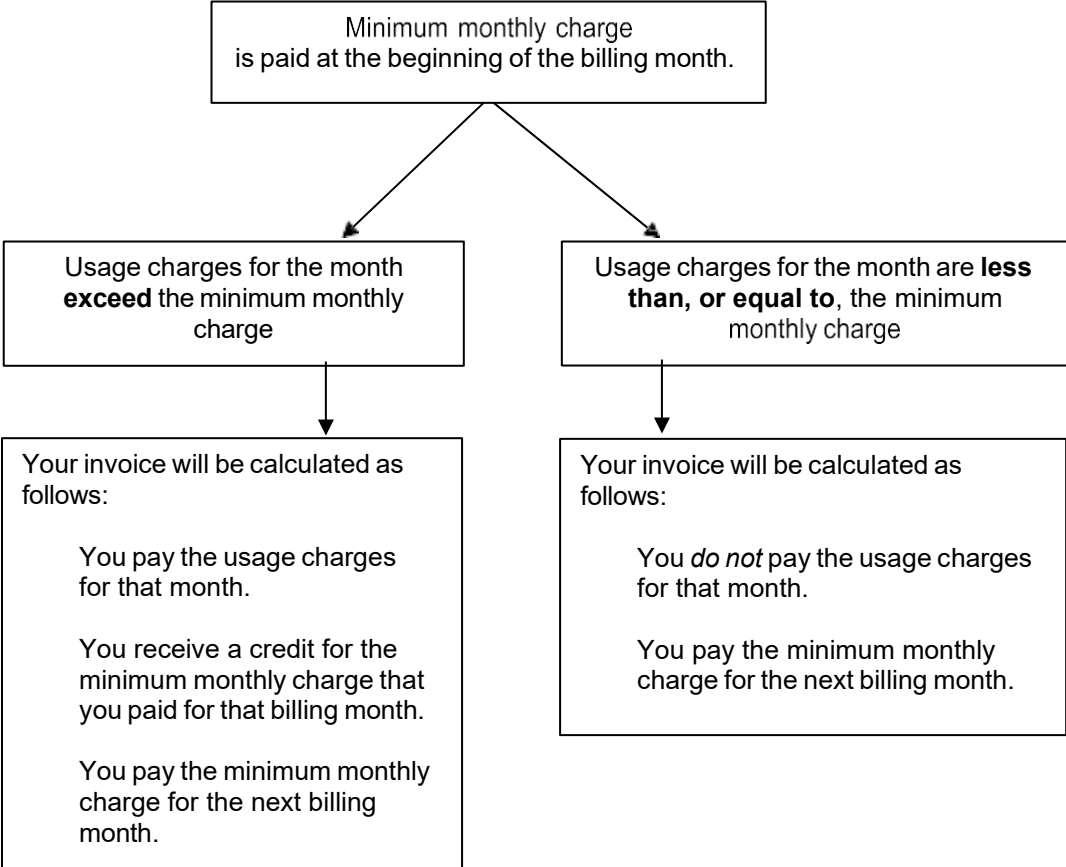 Minimum monthly charge
is paid at the beginning of the billing month.
Usage charges for the month
exceed the minimum monthly
charge
Usage charges for the month are less
than, or equal to, the minimum
monthly charge
Your invoice will be calculated as
follows:
You pay the usage charges
for that month.
You receive a credit for the
minimum monthly charge that
you paid for that billing month.
You pay the minimum monthly
charge for the next billing
month.
Your invoice will be calculated as
follows:
You do not pay the usage charges
for that month.
You pay the minimum monthly
charge for the next billing month.